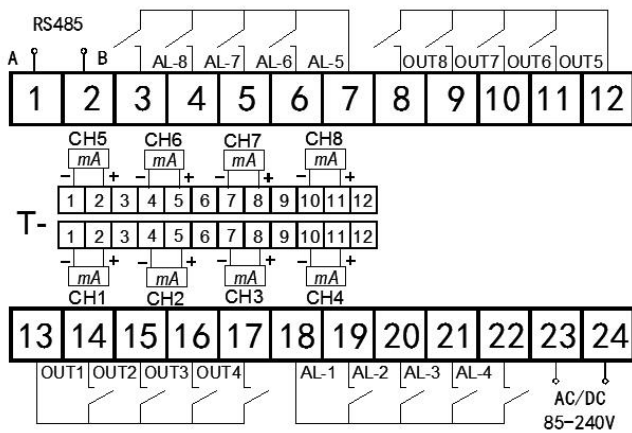 RS485
A B AL-8 AL-7 AL-6 AL-5 OUT8 OUT7 OUT6 OUT5
1 2 3 4 5 6 7 8 9 10 11 12
CH5 CH6 CH7 CH8
mA mA mA mA
− + − + − + − +
1 2 3 4 5 6 7 8 9 10 11 12
T-
1 2 3 4 5 6 7 8 9 10 11 12
− + − + − + − +
mA mA mA mA
CH1 CH2 CH3 CH4
13 14 15 16 17 18 19 20 21 22 23 24
OUT1 OUT2 OUT3 OUT4 AL-1 AL-2 AL-3 AL-4
AC/DC
85-240V